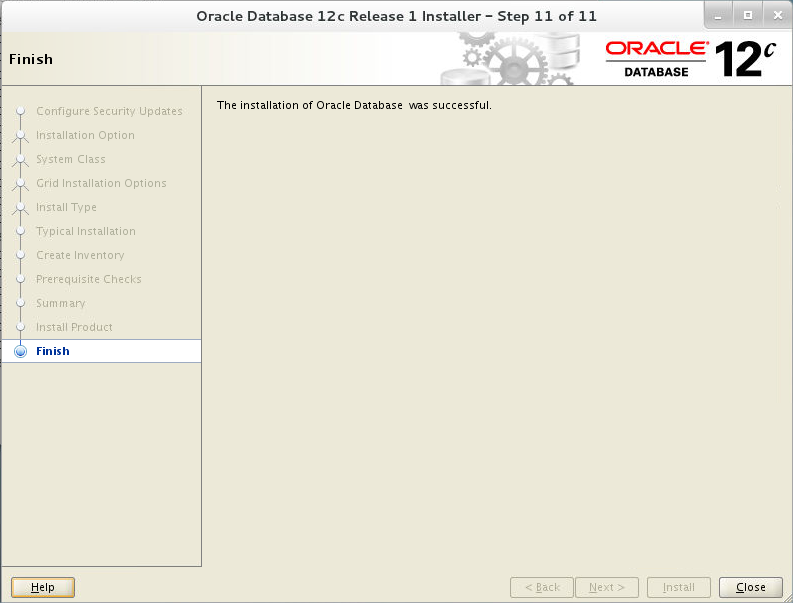 Oracle Database 12c Release 1 Installer - Step 11 of 11
Finish
ORACLE®
DATABASE
12c
Configure Security Updates
Installation Option
System Class
Grid Installation Options
Install Type
Typical Installation
Create Inventory
Prerequisite Checks
Summary
Install Product
Finish
The installation of Oracle Database  was successful.
Help
< Back
Next >
Install
Close